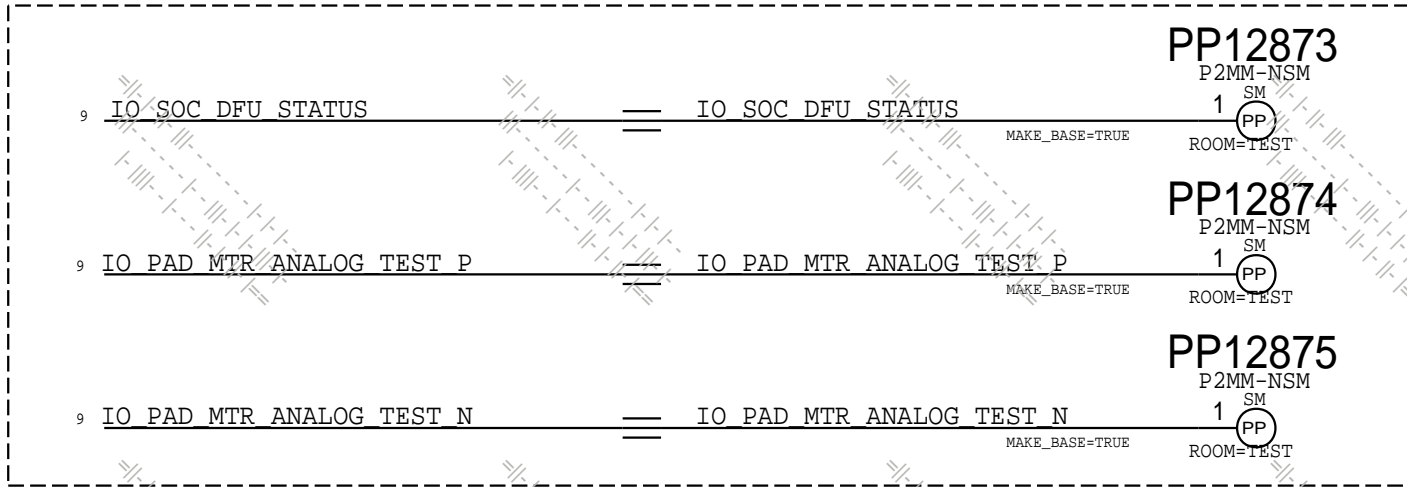 PP12873
P2MM-NSM
SM
9 IO_SOC_DFU_STATUS IO_SOC_DFU_STATUS 1 PP
MAKE_BASE=TRUE ROOM=TEST
PP12874
P2MM-NSM
SM
9 IO_PAD_MTR_ANALOG_TEST_P IO_PAD_MTR_ANALOG_TEST_P 1 PP
MAKE_BASE=TRUE ROOM=TEST
PP12875
P2MM-NSM
SM
9 IO_PAD_MTR_ANALOG_TEST_N IO_PAD_MTR_ANALOG_TEST_N 1 PP
MAKE_BASE=TRUE ROOM=TEST